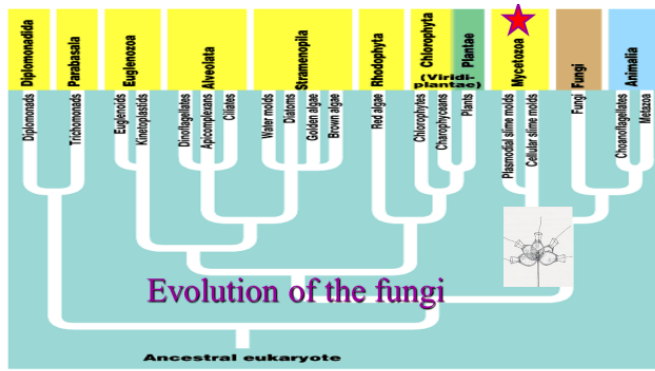 Diplomonadida
Parabasala
Euglenozoa
Alveolata
Stramenopila
Rhodophyta
Chlorophyta
(Viridi-
plantae)
Plantae
Mycetozoa
Fungi
Animalia
Diplomonads
Trichomonads
Euglenoids
Kinetoplastids
Dinoflagellates
Apicomplexans
Ciliates
Water molds
Diatoms
Golden algae
Brown algae
Red algae
Chlorophytes
Charophyceans
Plants
Plasmodial slime molds
Cellular slime molds
Fungi
Choanoflagellates
Metazoa
Evolution of the fungi
Ancestral eukaryote